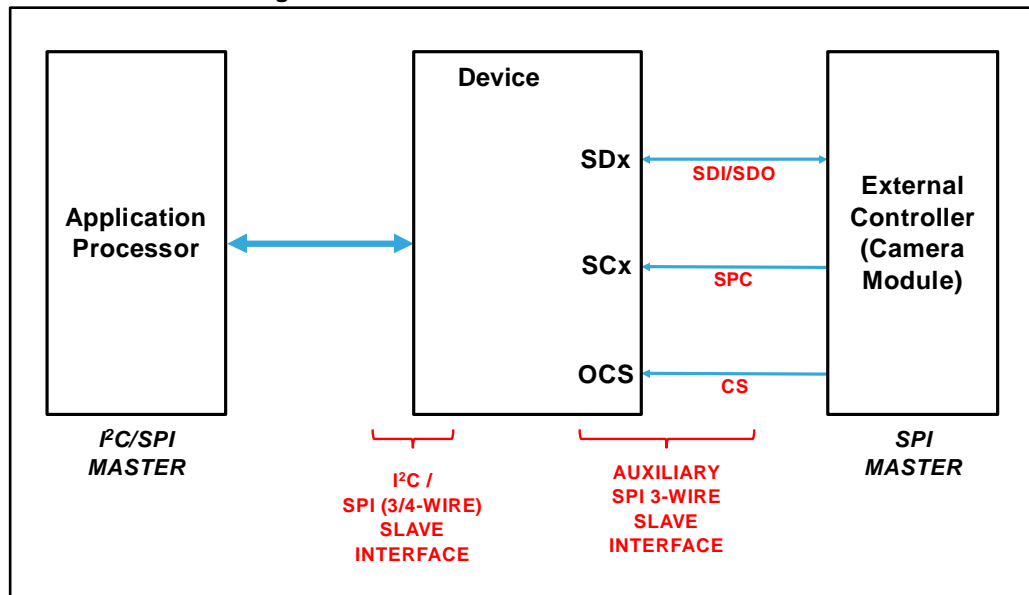 Device
SDx
SDI/SDO
SCx
SPC
OCS
CS
Application
Processor
External
Controller
(Camera
Module)
I²C/SPI
MASTER
I²C /
SPI (3/4-WIRE)
SLAVE
INTERFACE
AUXILIARY
SPI 3-WIRE
SLAVE
INTERFACE
SPI
MASTER